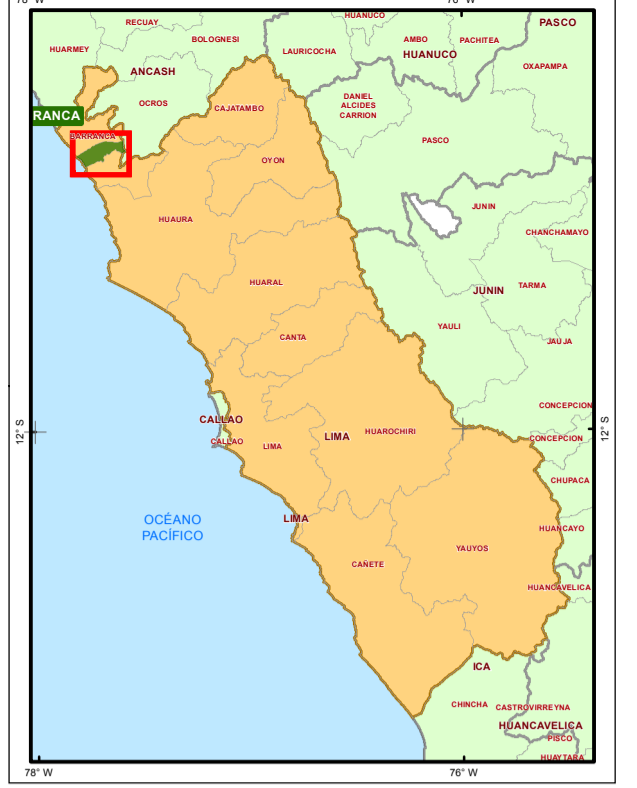 78° W
76° W
HUANUCO
PASCO
RECUAY
BOLOGNESI
AMBO
PACHITEA
HUARMEY
LAURICOCHA
HUANUCO
OXAPAMPA
ANCASH
DANIEL
ALCIDES
CARRION
OCROS
CAJATAMBO
RANCA
BARRANCA
PASCO
OYON
JUNIN
HUAURA
CHANCHAMAYO
HUARAL
JUNIN
TARMA
YAULI
CANTA
JAUJA
CONCEPCION
CALLAO
12° S
12° S
CALLAO
LIMA
LIMA
HUAROCHIRI
CONCEPCION
CHUPACA
OCÉANO
PACÍFICO
LIMA
HUANCAYO
YAUYOS
CAÑETE
HUANCAVELICA
ICA
CHINCHA
CASTROVIRREYNA
HUANCAVELICA
PISCO
HUAYTARA
78° W
76° W